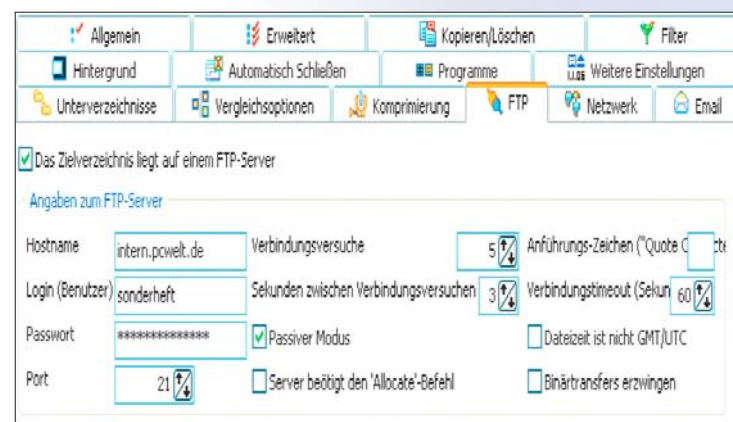 Allgemein Erweitert Kopieren/Löschen Filter
Hintergrund Automatisch Schließen Programme Weitere Einstellungen
Unterverzeichnisse Vergleichsoptionen Komprimierung FTP Netzwerk Email
Das Zielverzeichnis liegt auf einem FTP-Server
Angaben zum FTP-Server
Hostname intern.pcwelt.de Verbindungsversuche 5 Anführungs-Zeichen ("Quote C
Login (Benutzer) sonderheft Sekunden zwischen Verbindungsversuchen 3 Verbindungstimeout (Sekun 60
Passwort ************** Passiver Modus Dateizeit ist nicht GMT/UTC
Port 21 Server beötigt den 'Allocate'-Befehl Binärtransfers erzwingen